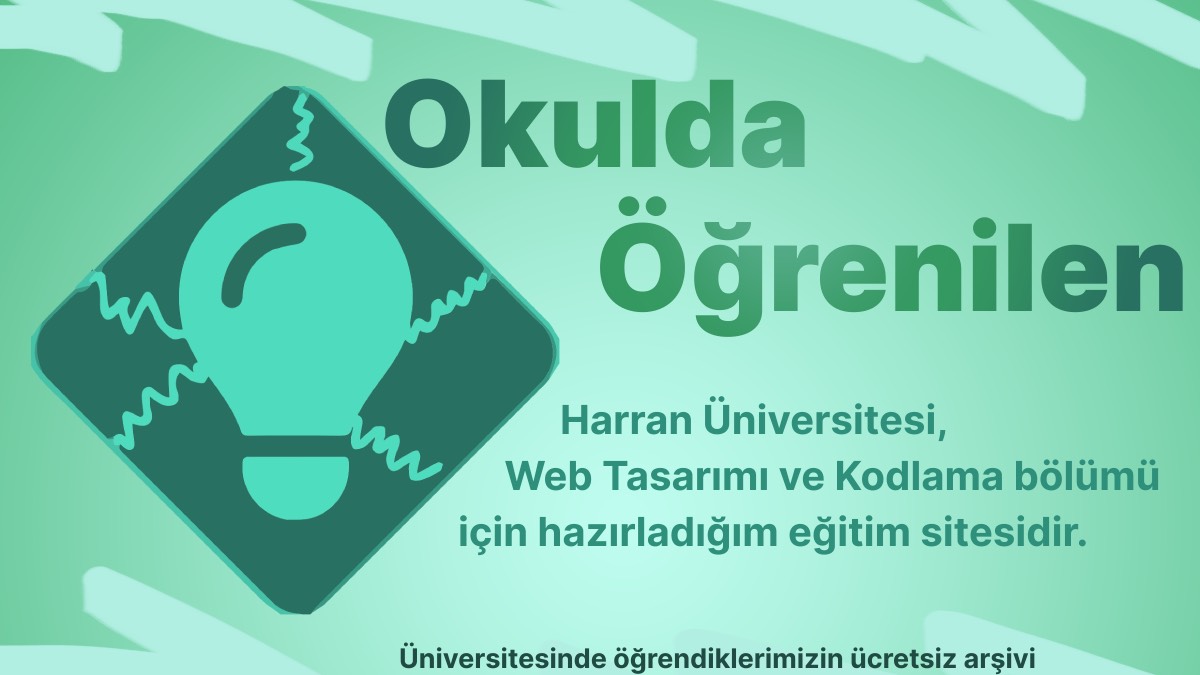 Okulda
Öğrenilen
Harran Üniversitesi,
Web Tasarımı ve Kodlama bölümü
için hazırladığım eğitim sitesidir.
Üniversitesinde öğrendiklerimizin ücretsiz arşivi